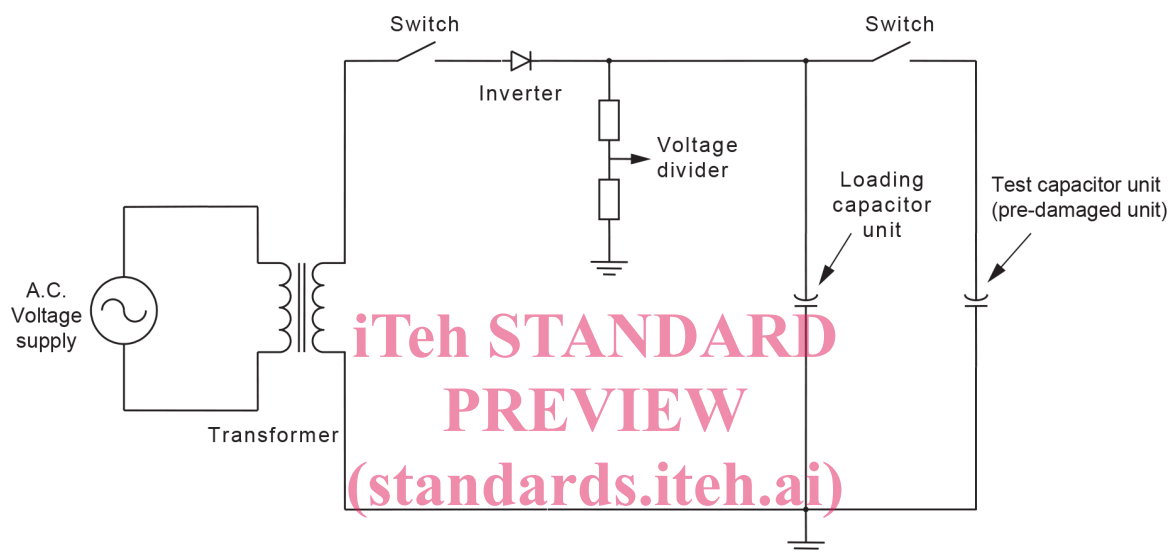 Switch
Switch
Inverter
Voltage
divider
Loading
capacitor
unit
Test capacitor unit
(pre-damaged unit)
A.C.
Voltage
supply
Transformer
iTeh STANDARD
PREVIEW
(standards.iteh.ai)